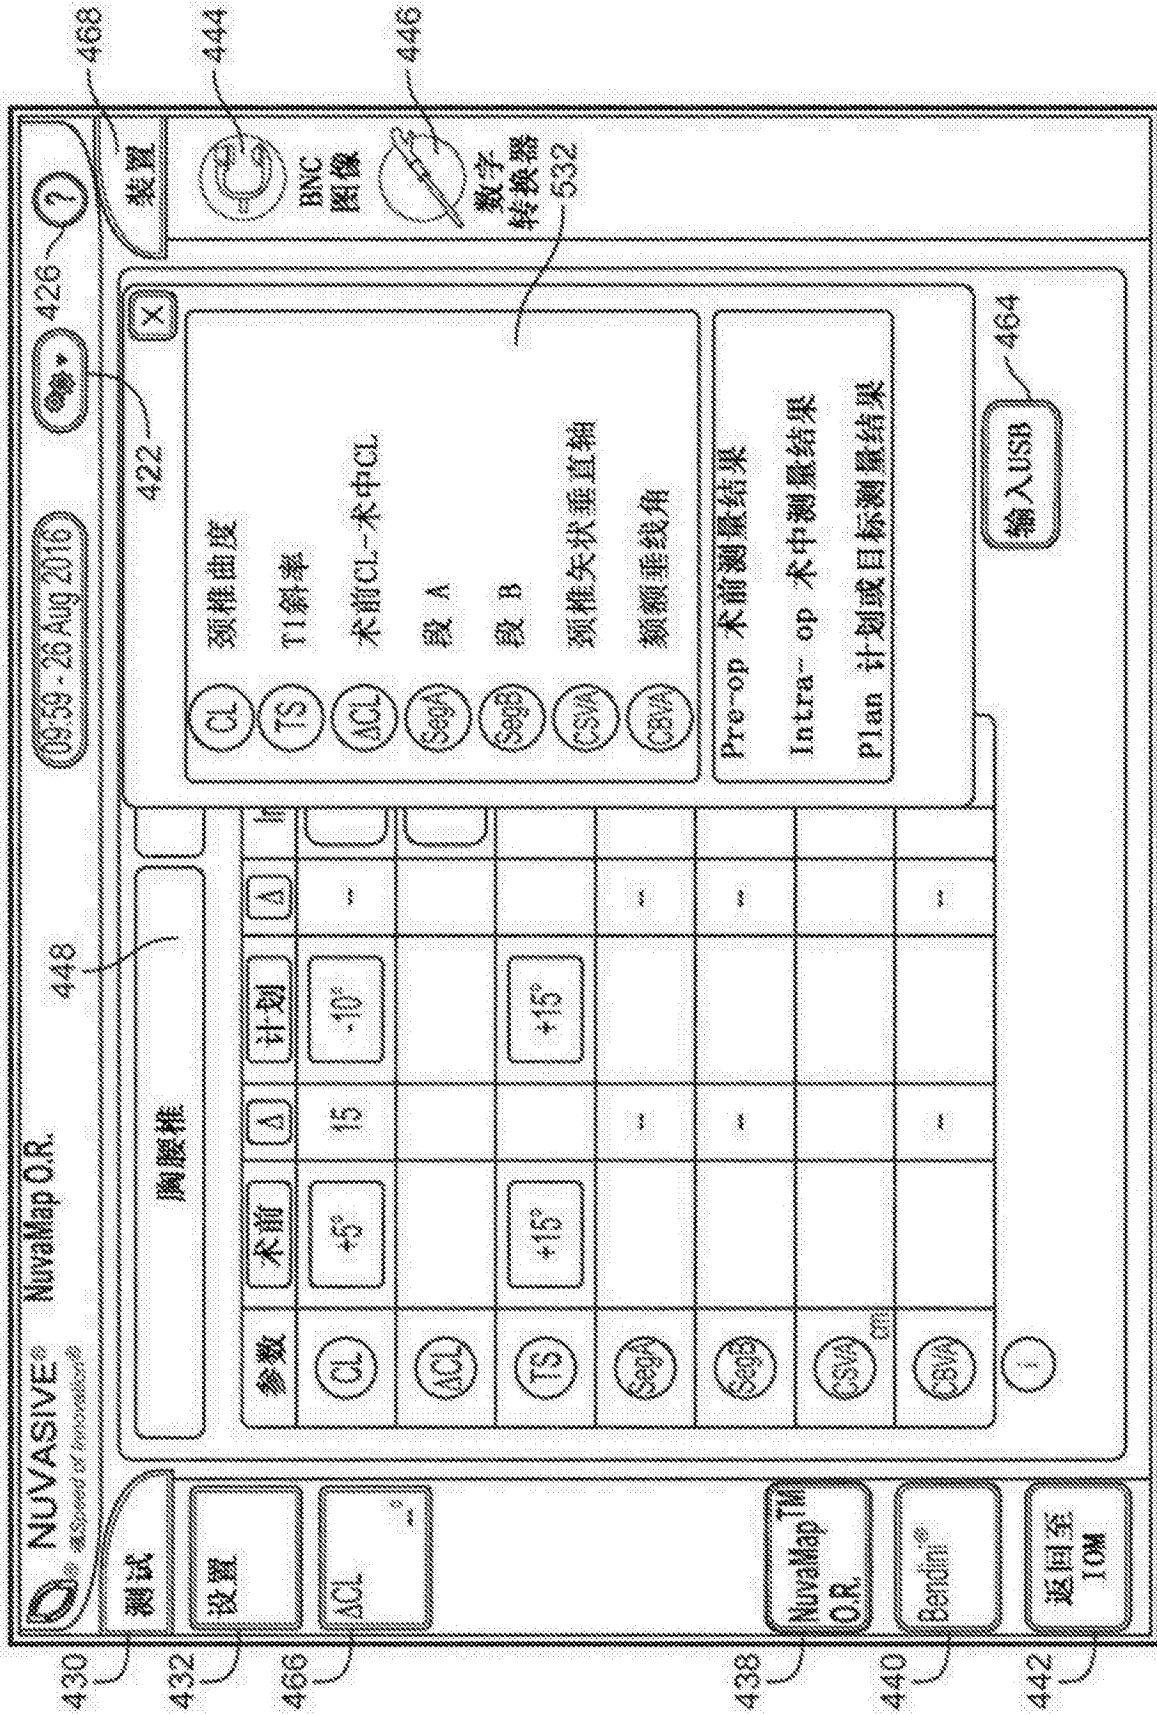 NUVASIVE® NuvaMap O.R.
Speed of Innovation®
09:59 - 26 Aug 2016
?
426
422
468
448
测试
装置
430
设置
432
ΔCL
--°
466
NuvaMap™
O.R.
438
Bendini®
440
返回至
IOM
442
胸腰椎
参数 术前 Δ 计划 Δ
CL +5° 15 -10° --
ΔCL
TS +15° +15°
SegA -- --
SegB -- --
CSVA cm
CBVA -- --
i
X
CL 颈椎曲度
TS T1斜率
ΔCL 术前CL-术中CL
SegA 段 A
SegB 段 B
CSVA 颈椎矢状垂直轴
CBVA 额额垂线角
Pre-op 术前测量结果
Intra- op 术中测量结果
Plan 计划或目标测量结果
532
输入USB
464
BNC
图像
444
数字
转换器
446